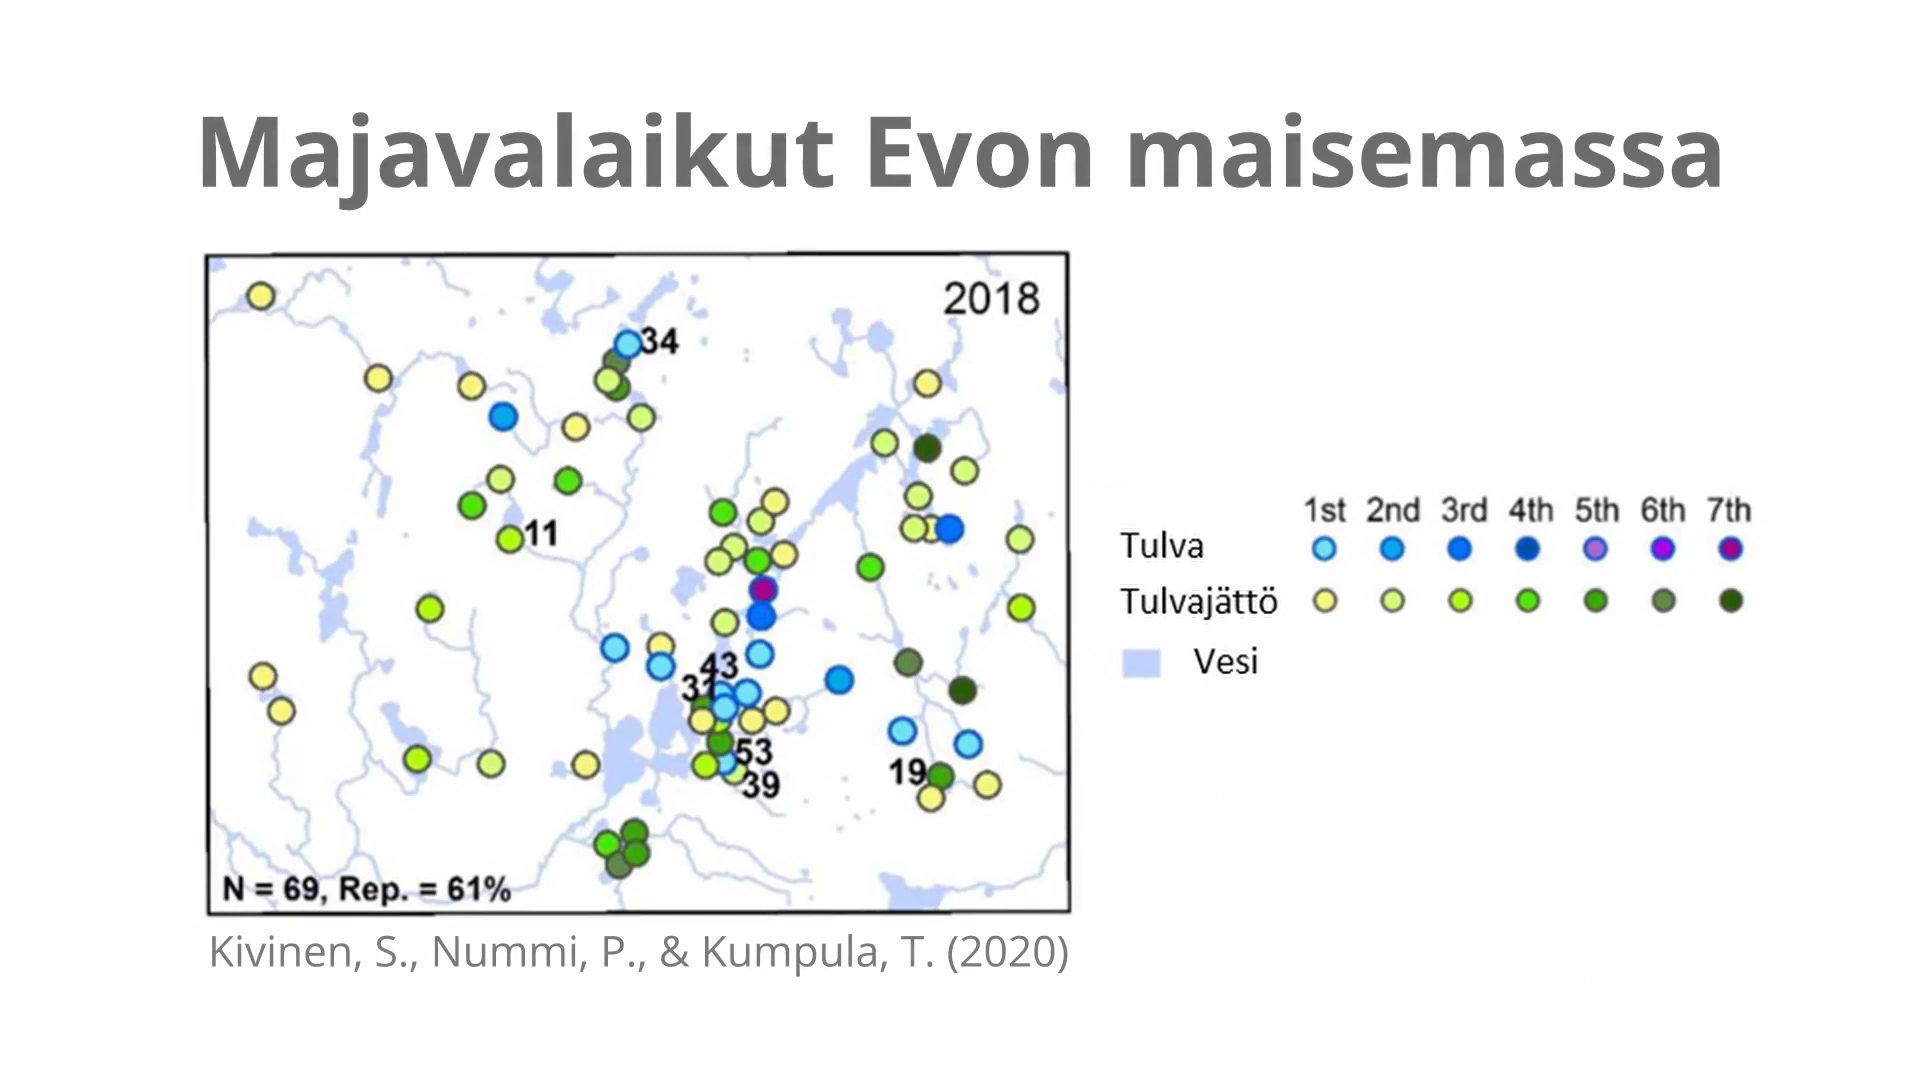 Majavalaikut Evon maisemassa
2018
34
11
43
31
53
39
19
N = 69, Rep. = 61%
Kivinen, S., Nummi, P., & Kumpula, T. (2020)
1st 2nd 3rd 4th 5th 6th 7th
Tulva
Tulvajättö
Vesi